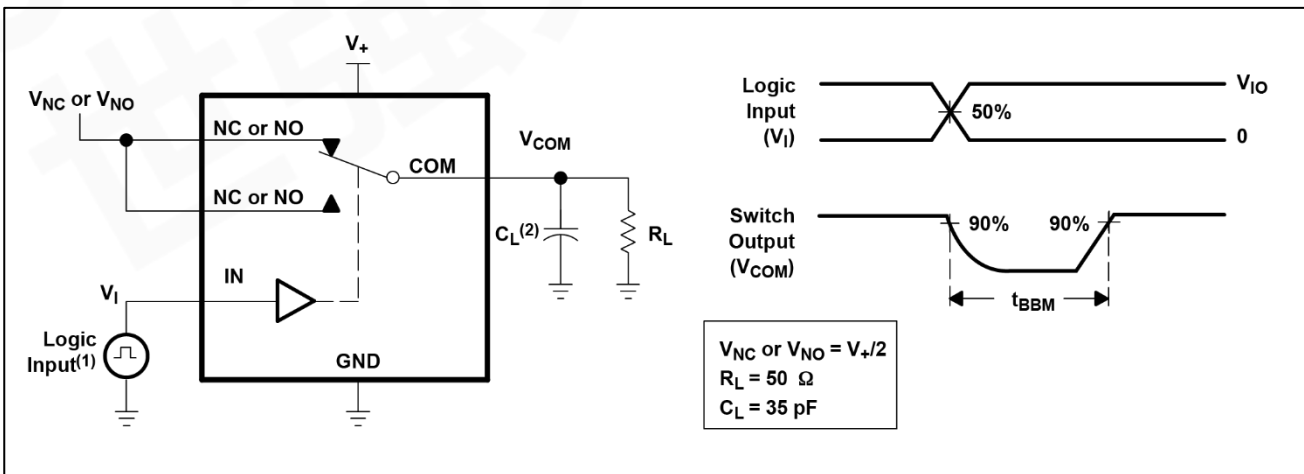 V+
VNC or VNO
NC or NO
VCOM
COM
NC or NO
CL(2)
RL
IN
VI
Logic
Input(1)
GND
Logic
Input
(VI)
50%
VIO
0
Switch
Output
(VCOM)
90%
90%
tBBM
VNC or VNO = V+/2
RL = 50 Ω
CL = 35 pF